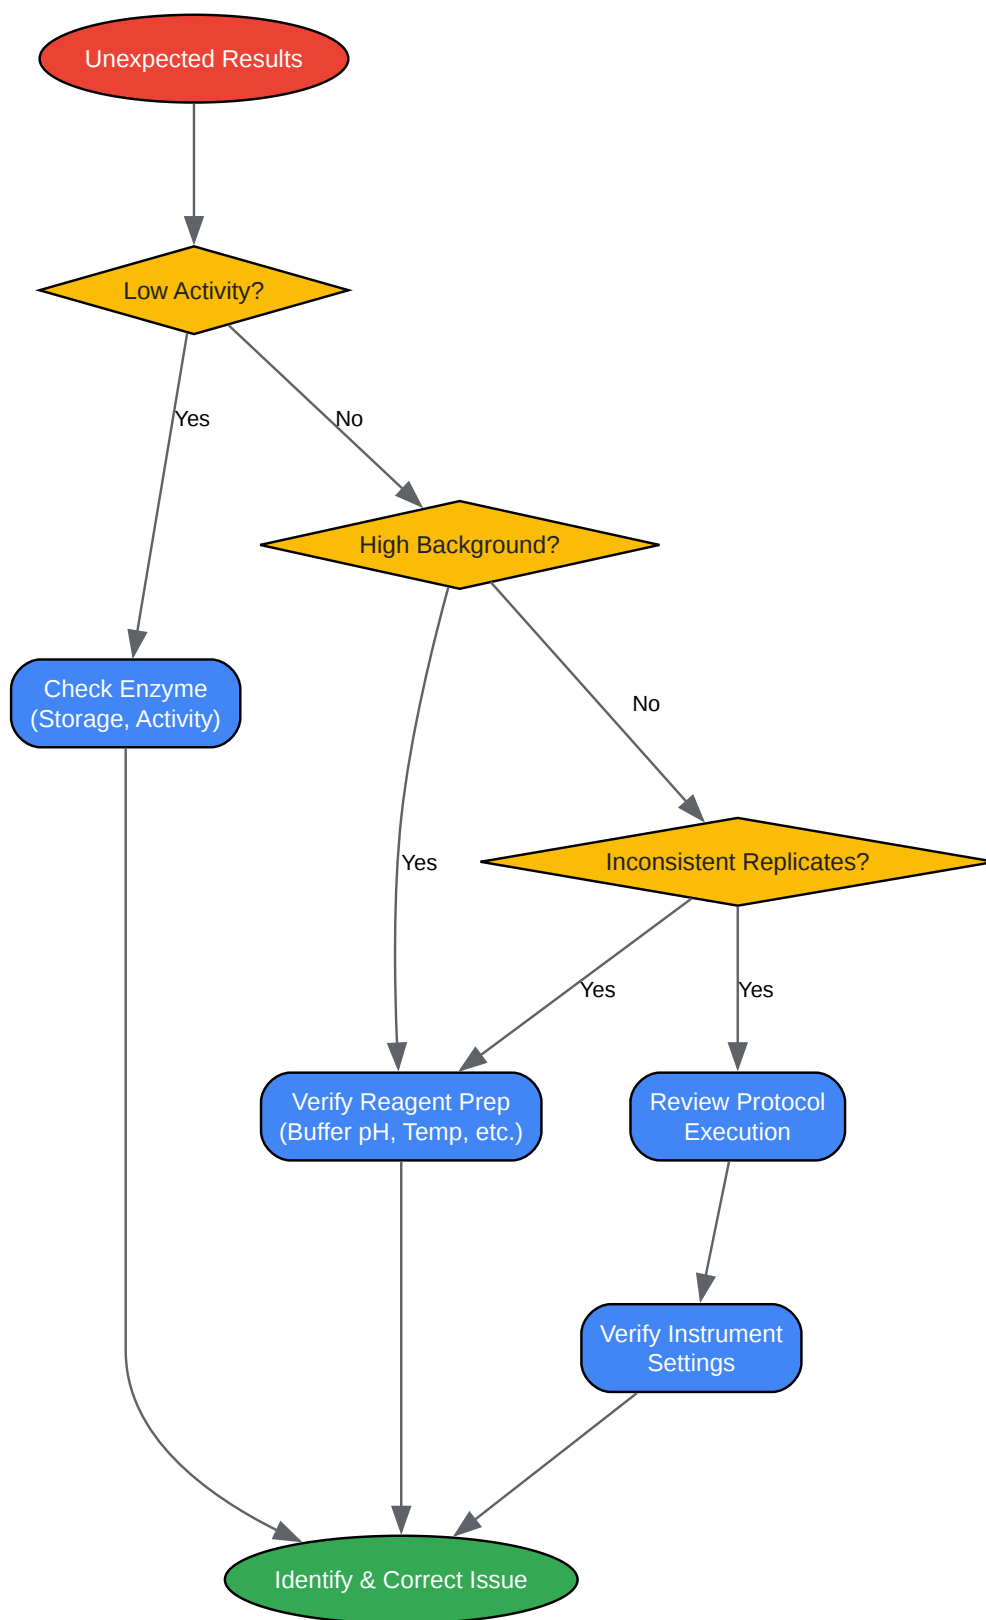 Unexpected Results
Low Activity?
Yes
No
High Background?
Check Enzyme
(Storage, Activity)
No
Yes
Inconsistent Replicates?
Yes
Yes
Verify Reagent Prep
(Buffer pH, Temp, etc.)
Review Protocol
Execution
Verify Instrument
Settings
Identify & Correct Issue